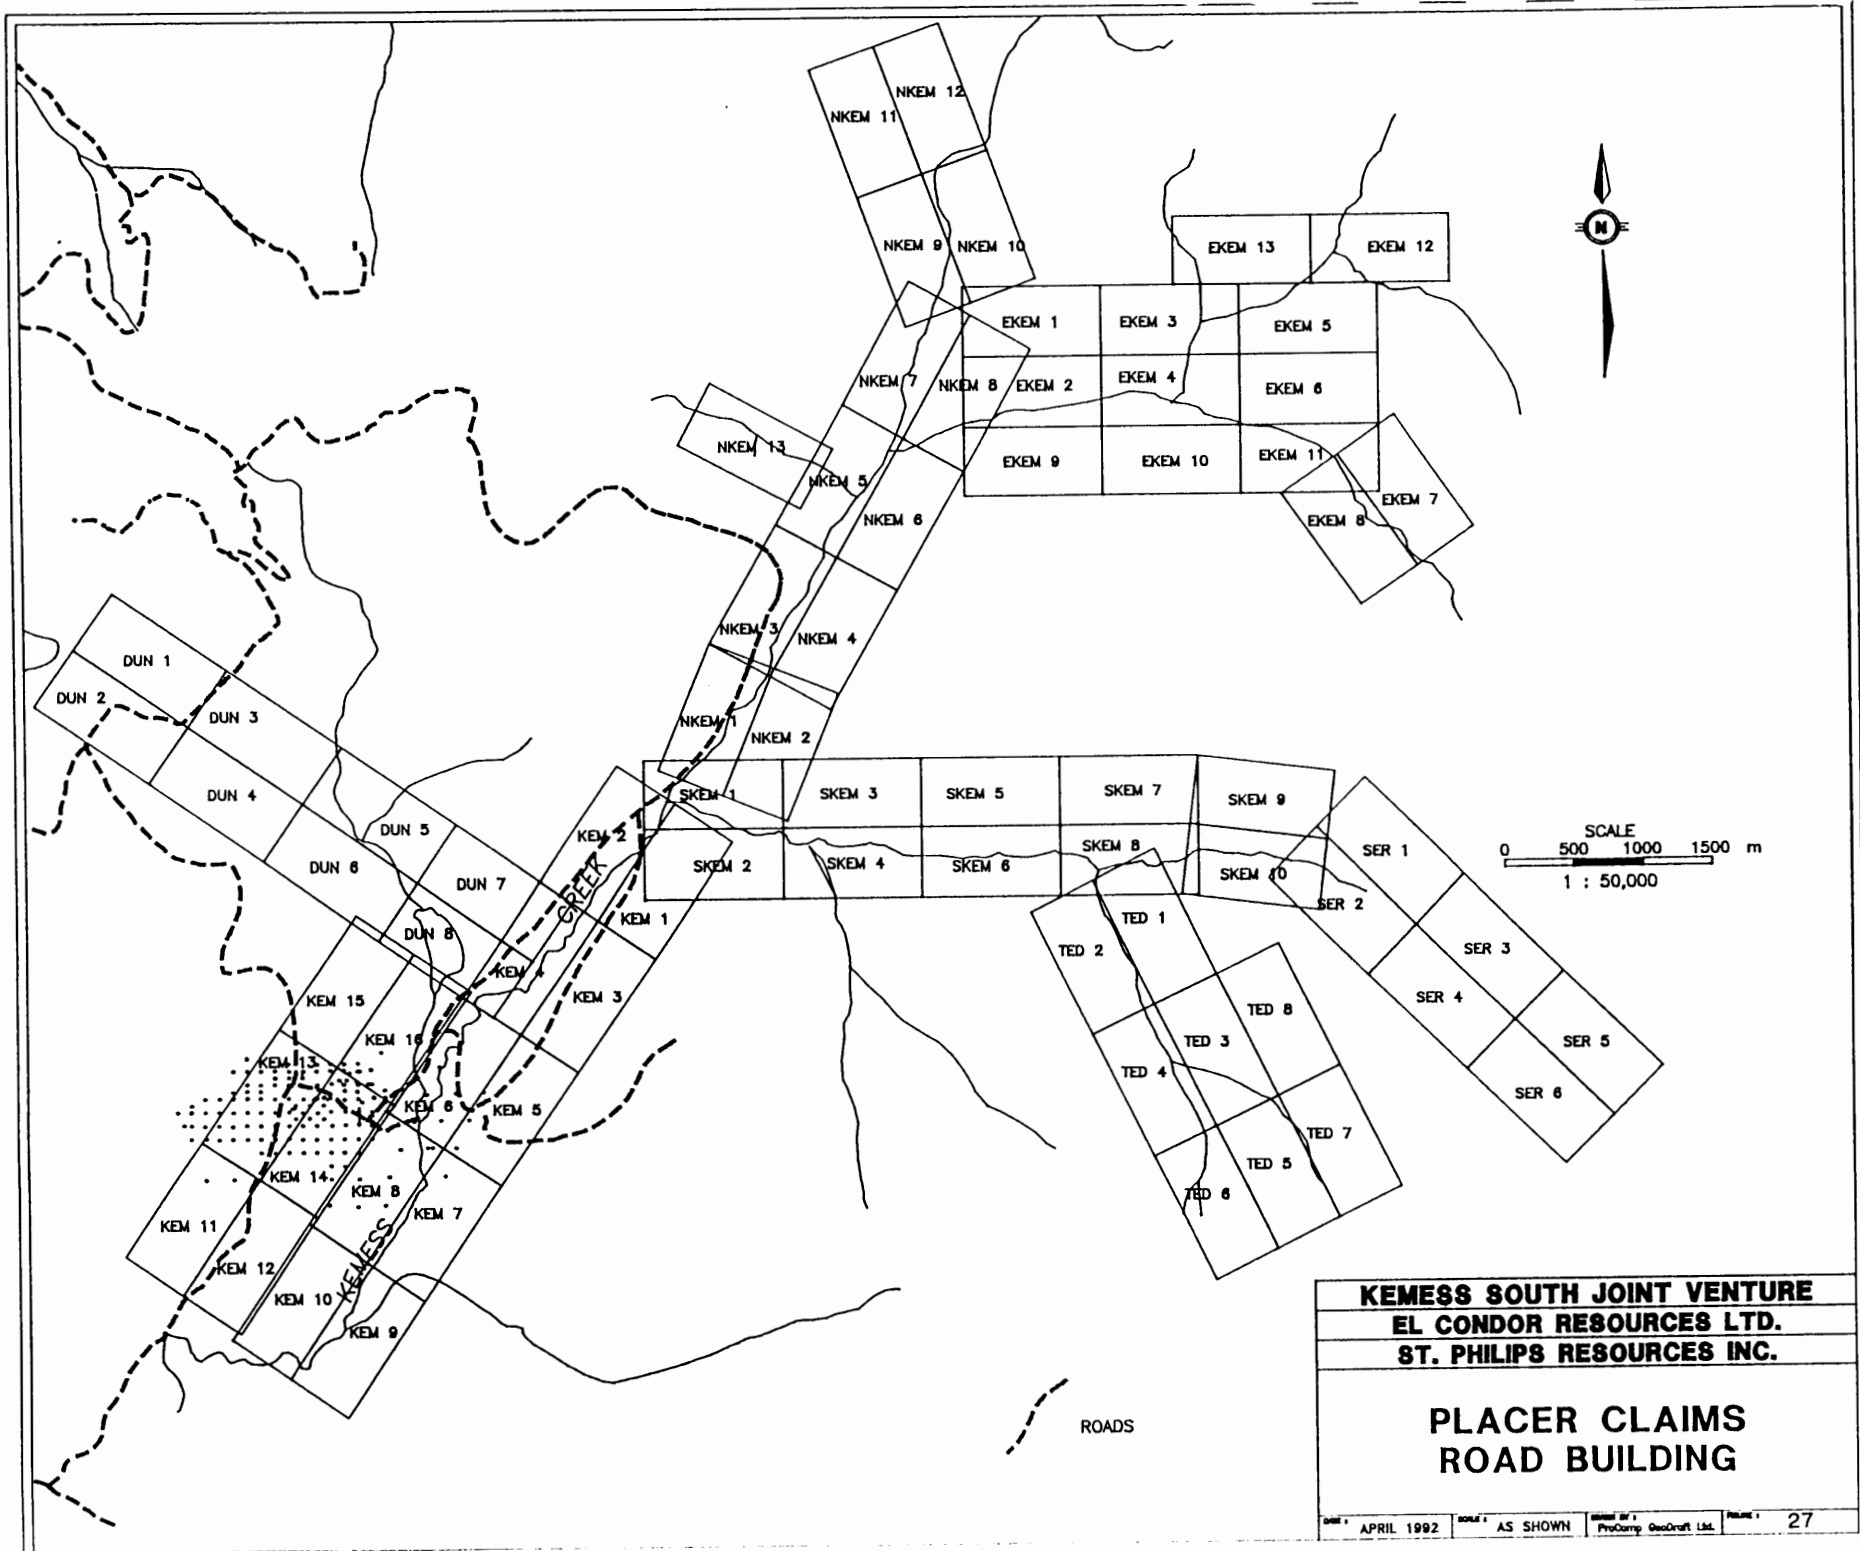 NKEM 12
NKEM 11
NKEM 9
NKEM 10
EKEM 13
EKEM 12
N
EKEM 1
EKEM 3
EKEM 5
NKEM 7
NKEM 8
EKEM 2
EKEM 4
EKEM 6
NKEM 13
NKEM 5
EKEM 9
EKEM 10
EKEM 11
NKEM 6
EKEM 7
EKEM 8
NKEM 3
NKEM 4
DUN 1
DUN 2
DUN 3
NKEM 1
NKEM 2
DUN 4
SKEM 1
SKEM 3
SKEM 5
SKEM 7
SKEM 9
DUN 5
KEM 2
DUN 6
DUN 7
SKEM 2
SKEM 4
SKEM 6
SKEM 8
SKEM 10
SER 1
SCALE
0 500 1000 1500 m
1 : 50,000
CREEK
KEM 1
DUN 8
TED 1
TED 2
SER 2
SER 3
KEM 4
KEM 3
KEM 15
KEM 16
SER 4
TED 8
TED 3
SER 5
KEM 13
TED 4
SER 6
KEM 6
KEM 5
TED 7
TED 5
TED 6
KEM 14
KEM 8
KEM 7
KEM 11
KEMESS
KEM 12
KEM 10
KEM 9
ROADS
KEMESS SOUTH JOINT VENTURE
EL CONDOR RESOURCES LTD.
ST. PHILIPS RESOURCES INC.
PLACER CLAIMS
ROAD BUILDING
DATE : APRIL 1992
SCALE : AS SHOWN
DRAWN BY : ProComp GeoDraft Ltd.
FIGURE : 27